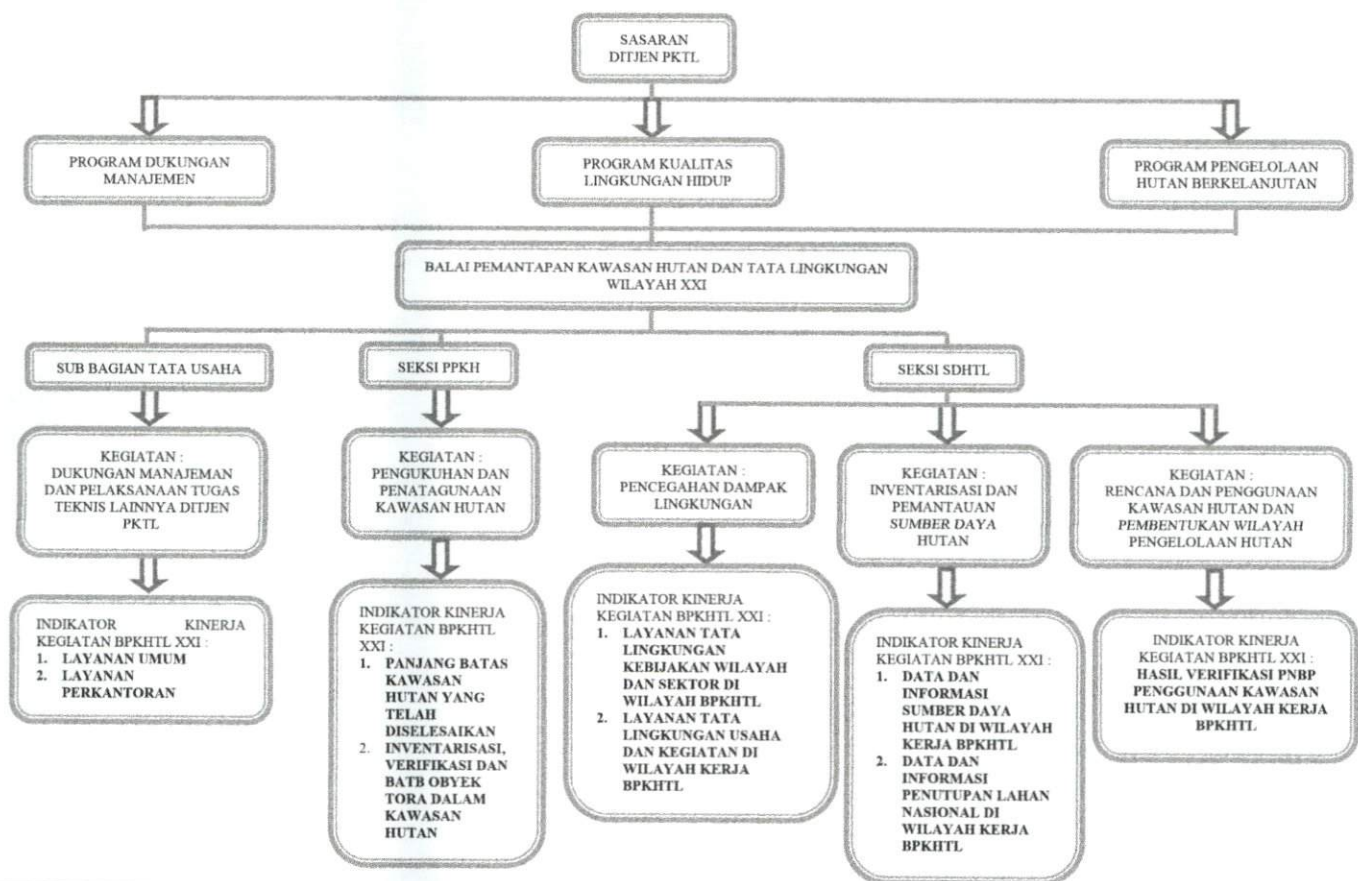 SASARAN
DITJEN PKTL
PROGRAM DUKUNGAN
MANAJEMEN
PROGRAM KUALITAS
LINGKUNGAN HIDUP
PROGRAM PENGELOLAAN
HUTAN BERKELANJUTAN
BALAI PEMANTAPAN KAWASAN HUTAN DAN TATA LINGKUNGAN
WILAYAH XXI
SUB BAGIAN TATA USAHA
SEKSI PPKH
SEKSI SDHTL
KEGIATAN :
DUKUNGAN MANAJEMAN
DAN PELAKSANAAN TUGAS
TEKNIS LAINNYA DITJEN
PKTL
KEGIATAN :
PENGUKUHAN DAN
PENATAGUNAAN
KAWASAN HUTAN
KEGIATAN :
PENCEGAHAN DAMPAK
LINGKUNGAN
KEGIATAN :
INVENTARISASI DAN
PEMANTAUAN
SUMBER DAYA
HUTAN
KEGIATAN :
RENCANA DAN PENGGUNAAN
KAWASAN HUTAN DAN
PEMBENTUKAN WILAYAH
PENGELOLAAN HUTAN
INDIKATOR KINERJA
KEGIATAN BPKHTL XXI :
1. LAYANAN UMUM
2. LAYANAN
PERKANTORAN
INDIKATOR KINERJA
KEGIATAN BPKHTL
XXI :
1. PANJANG BATAS
KAWASAN
HUTAN YANG
TELAH
DISELESAIKAN
2. INVENTARISASI,
VERIFIKASI DAN
BATB OBYEK
TORA DALAM
KAWASAN
HUTAN
INDIKATOR KINERJA
KEGIATAN BPKHTL XXI :
1. LAYANAN TATA
LINGKUNGAN
KEBIJAKAN WILAYAH
DAN SEKTOR DI
WILAYAH BPKHTL
2. LAYANAN TATA
LINGKUNGAN USAHA
DAN KEGIATAN DI
WILAYAH KERJA
BPKHTL
INDIKATOR KINERJA
KEGIATAN BPKHTL XXI :
1. DATA DAN
INFORMASI
SUMBER DAYA
HUTAN DI WILAYAH
KERJA BPKHTL
2. DATA DAN
INFORMASI
PENUTUPAN LAHAN
NASIONAL DI
WILAYAH KERJA
BPKHTL
INDIKATOR KINERJA
KEGIATAN BPKHTL XXI :
HASIL VERIFIKASI PNBP
PENGGUNAAN KAWASAN
HUTAN DI WILAYAH KERJA
BPKHTL